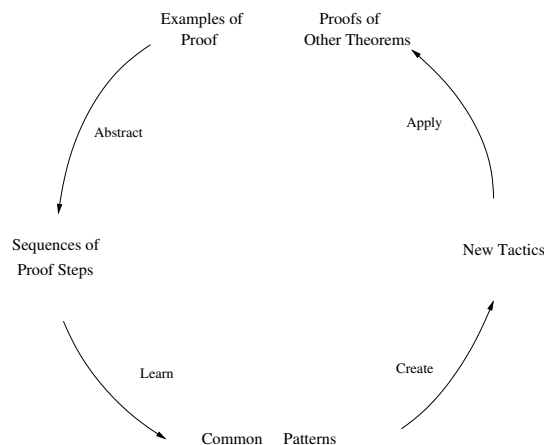 Examples of
Proof
Proofs of
Other Theorems
Abstract
Apply
Sequences of
Proof Steps
New Tactics
Learn
Create
Common Patterns